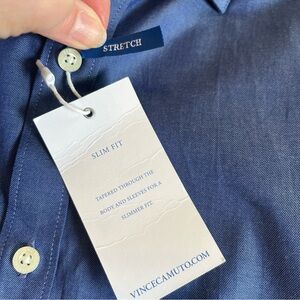 STRETCH
SLIM FIT
TAPERED THROUGH THE
BODY AND SLEEVES FOR A
SLIMMER FIT.
VINCECAMUTO.COM